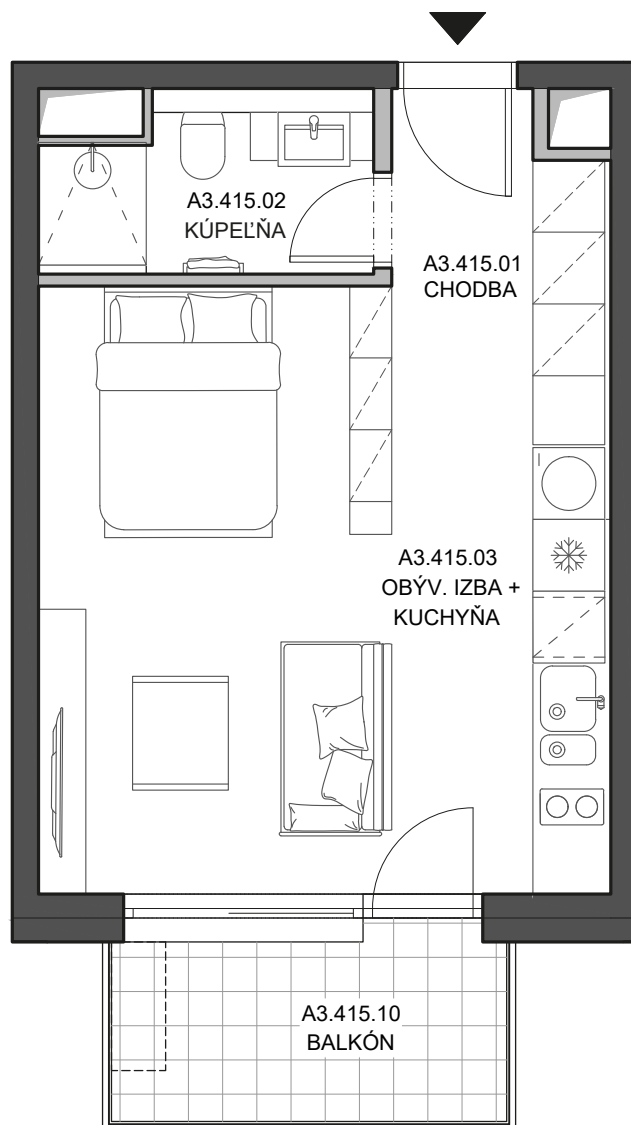 A3.415.02
KÚPEĽŇA
A3.415.01
CHODBA
A3.415.03
OBÝV. IZBA +
KUCHYŇA
A3.415.10
BALKÓN